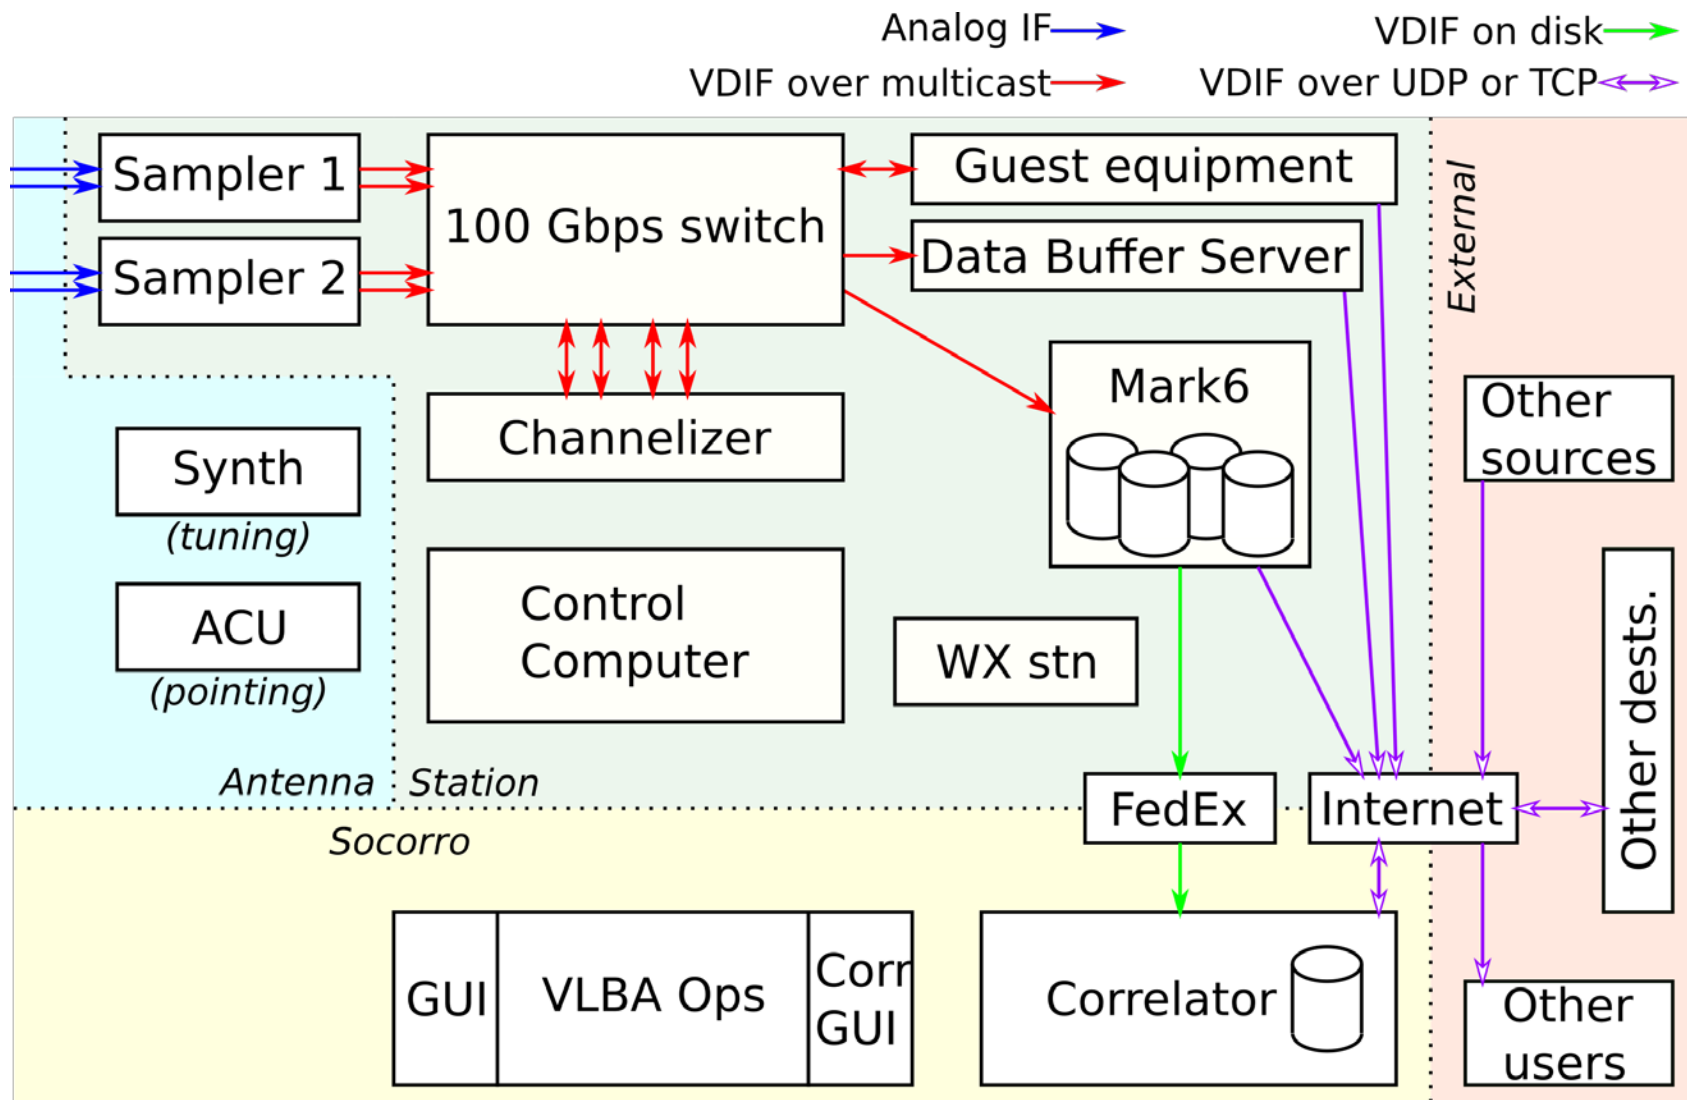 Analog IF
VDIF on disk
VDIF over multicast
VDIF over UDP or TCP
Sampler 1
Sampler 2
100 Gbps switch
Guest equipment
Data Buffer Server
External
Channelizer
Mark6
Other
sources
Synth
(tuning)
ACU
(pointing)
Control
Computer
WX stn
Other dests.
Antenna
Station
FedEx
Internet
Socorro
GUI
VLBA Ops
Corr
GUI
Correlator
Other
users